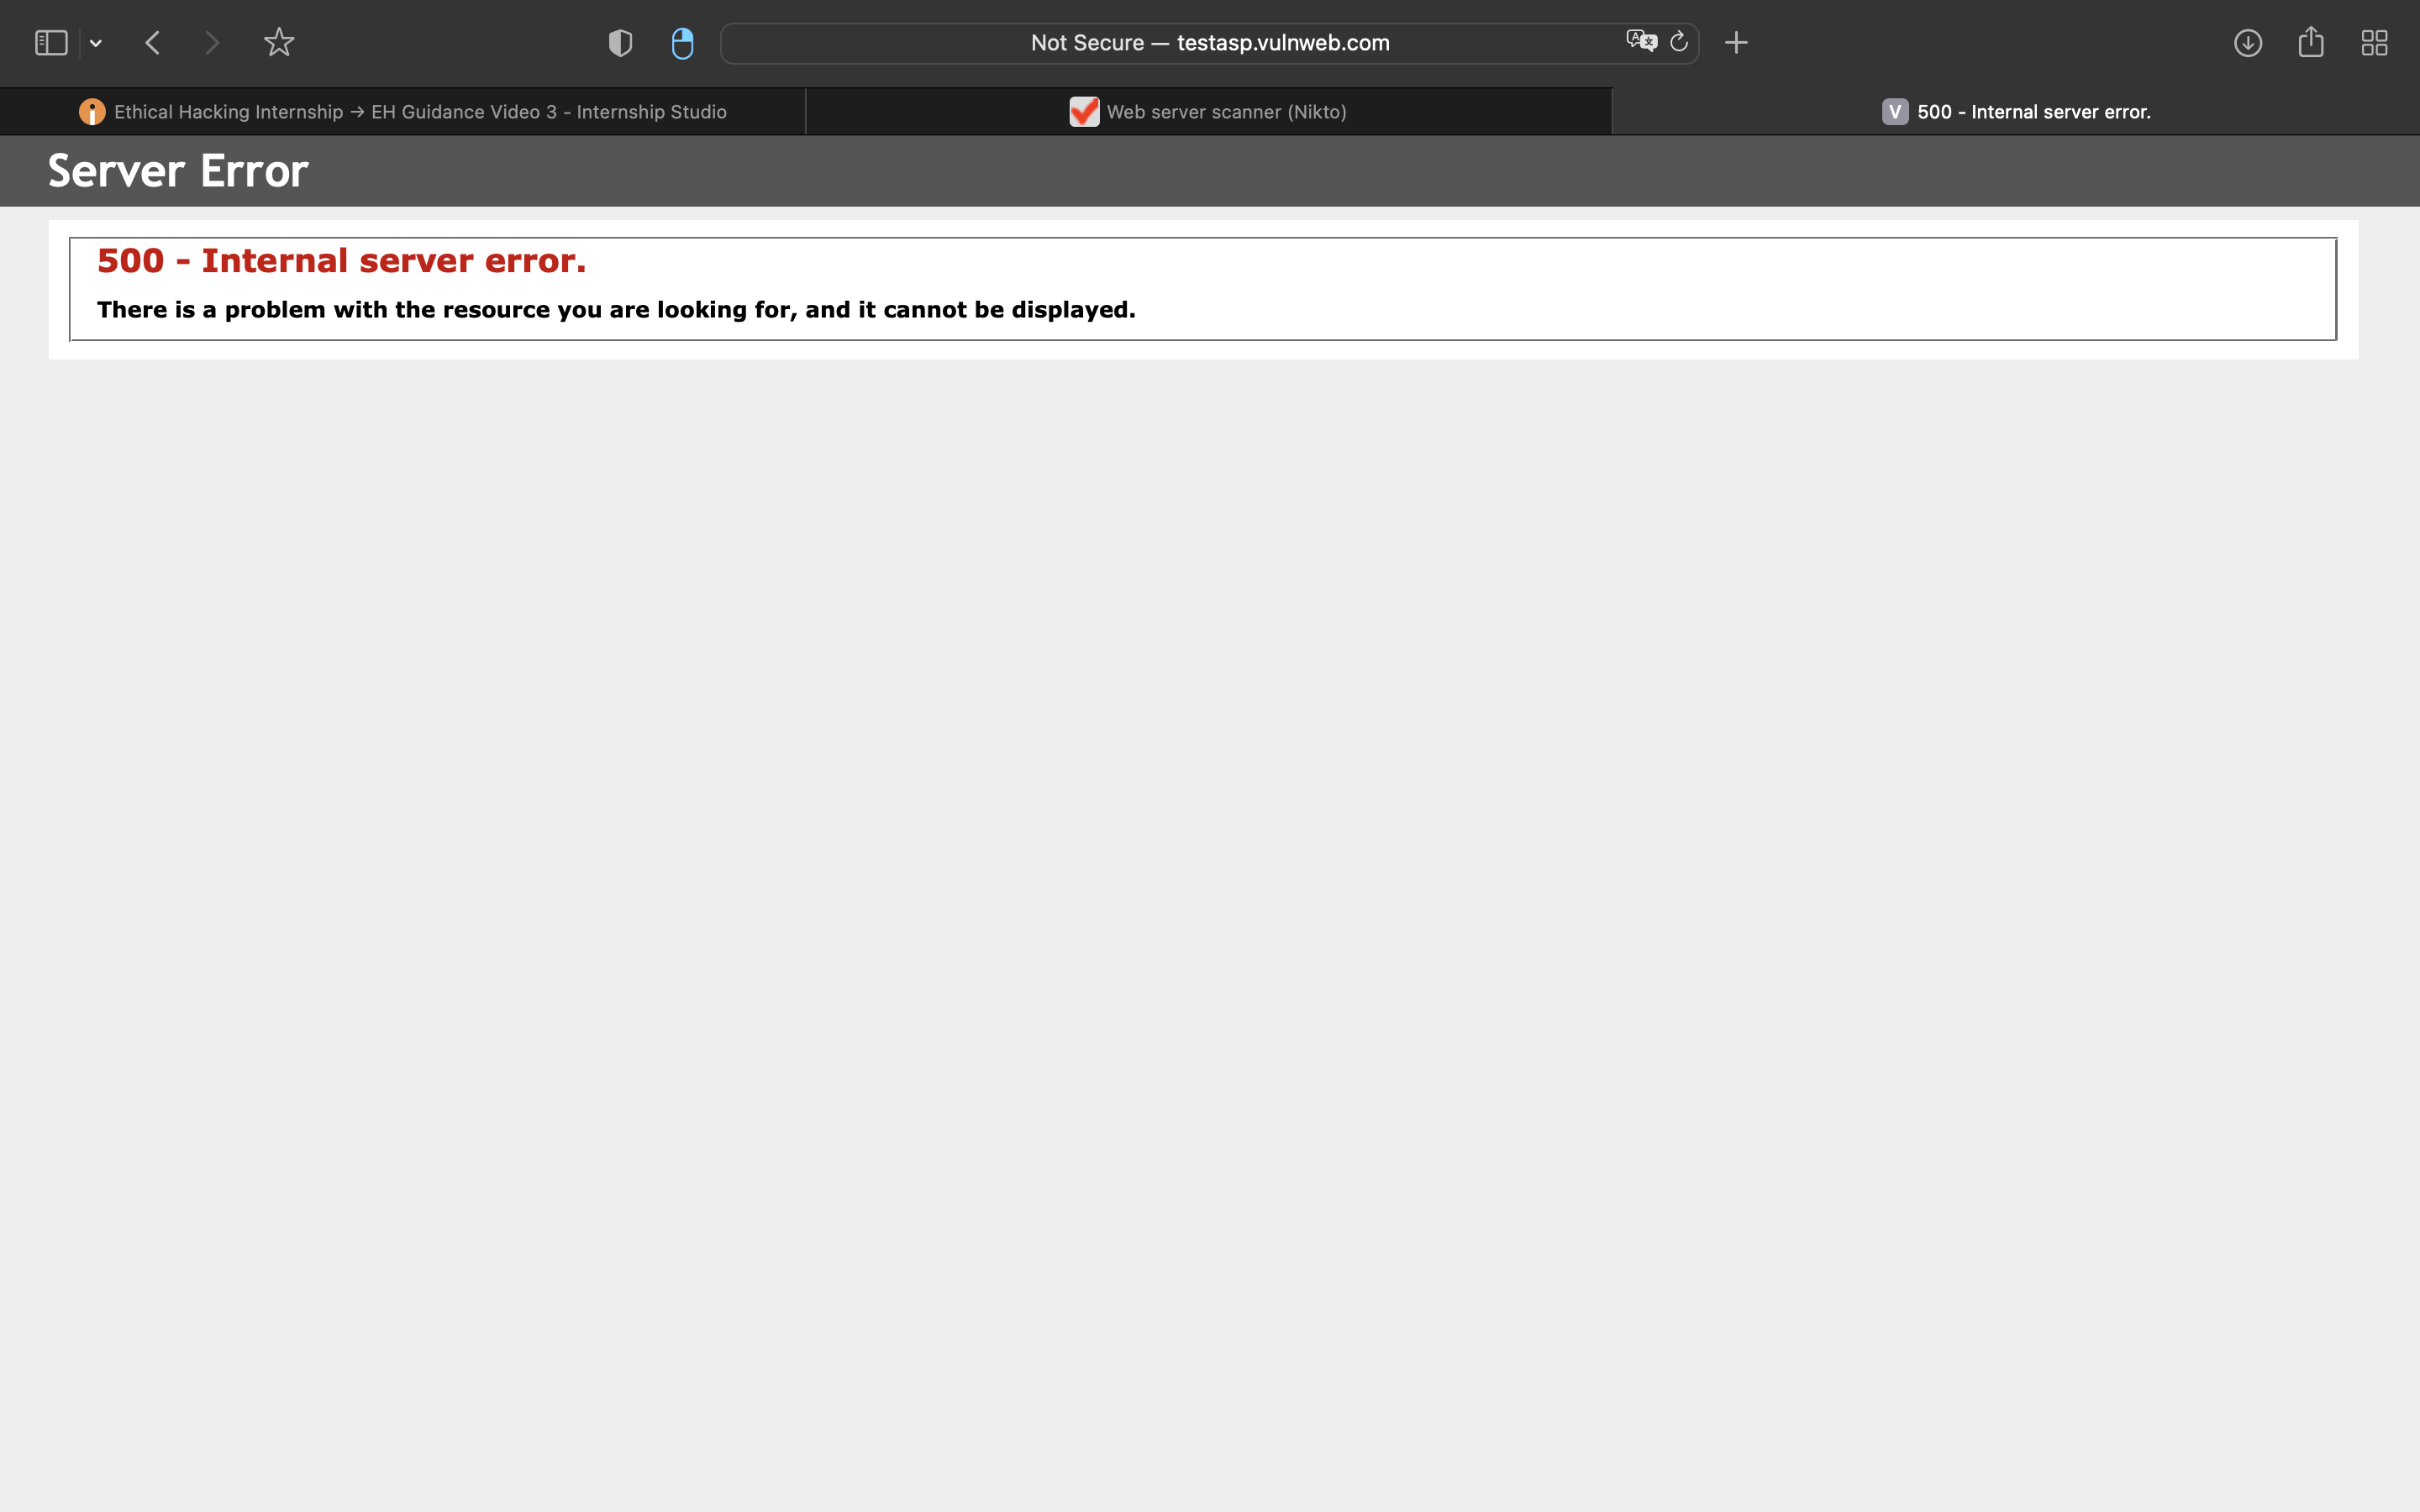 Not Secure — testasp.vulnweb.com
Ethical Hacking Internship → EH Guidance Video 3 - Internship Studio
Web server scanner (Nikto)
V 500 - Internal server error.
Server Error
500 - Internal server error.
There is a problem with the resource you are looking for, and it cannot be displayed.